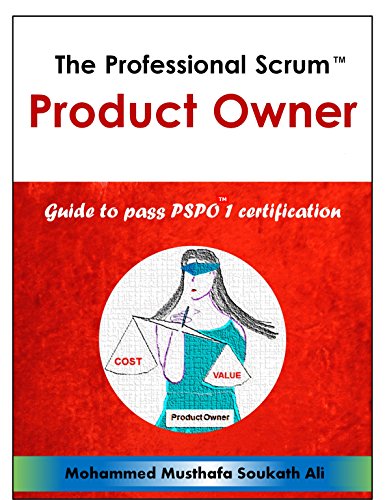 The Professional Scrum™
Product Owner
Guide to pass PSPO™ 1 certification
COST
VALUE
Product Owner
Mohammed Musthafa Soukath Ali